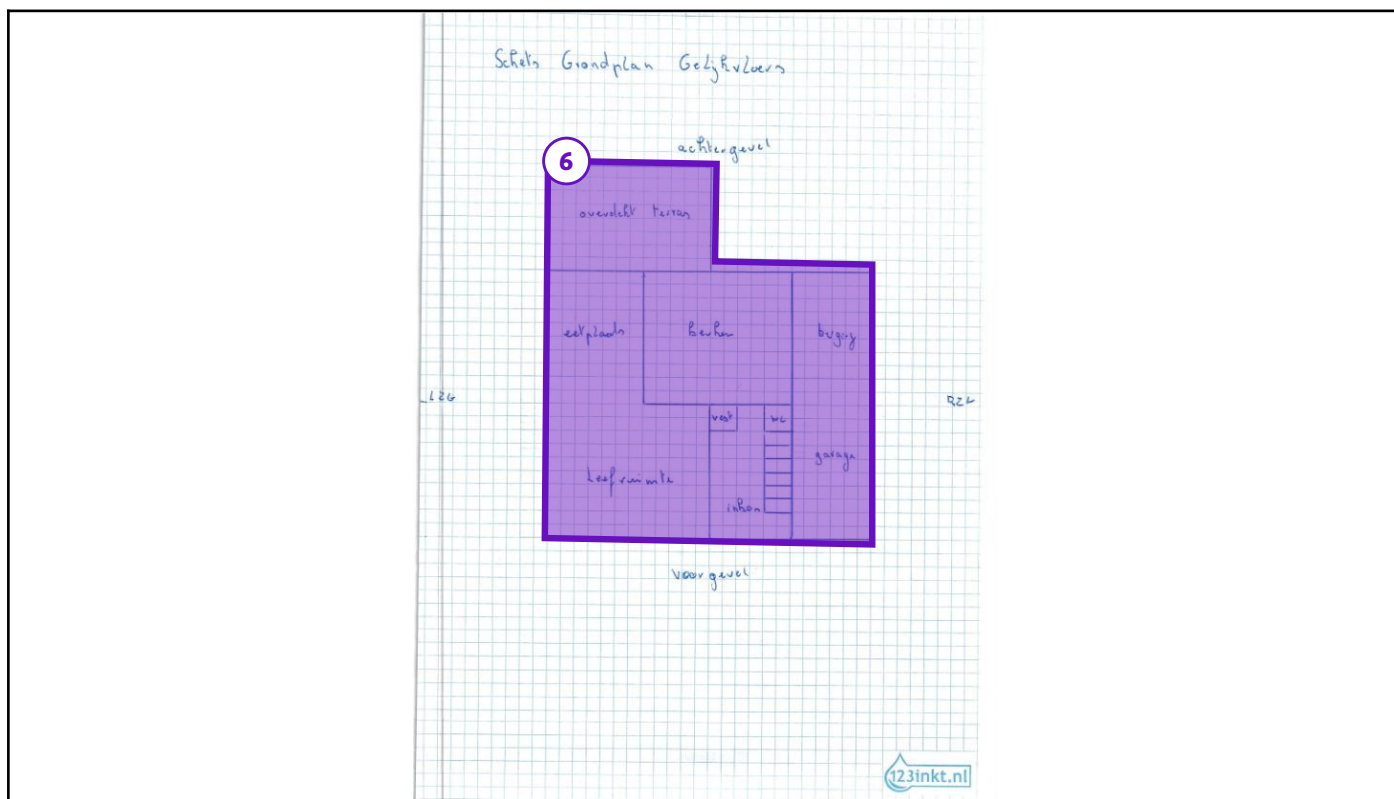 Schets Grondplan Gelijkvloers
achtergevel
6
overdekt terras
eetplaats
keuken
berging
LZG
RZG
vest
wc
garage
Leefruimte
inkom
voorgevel
123inkt.nl